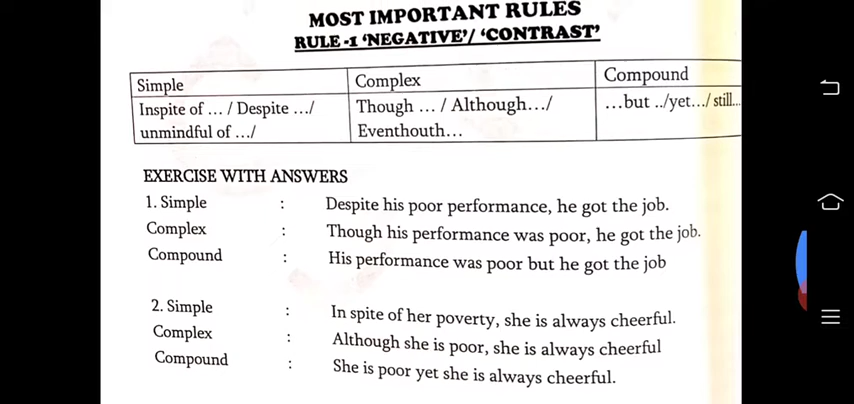 MOST IMPORTANT RULES
RULE -1 'NEGATIVE'/ 'CONTRAST'
Simple Complex Compound
Inspite of ... / Despite .../ Though ... / Although.../ ...but ../yet.../ still...
unmindful of .../ Eventhouth...
EXERCISE WITH ANSWERS
1. Simple : Despite his poor performance, he got the job.
Complex : Though his performance was poor, he got the job.
Compound : His performance was poor but he got the job
2. Simple : In spite of her poverty, she is always cheerful.
Complex : Although she is poor, she is always cheerful
Compound : She is poor yet she is always cheerful.